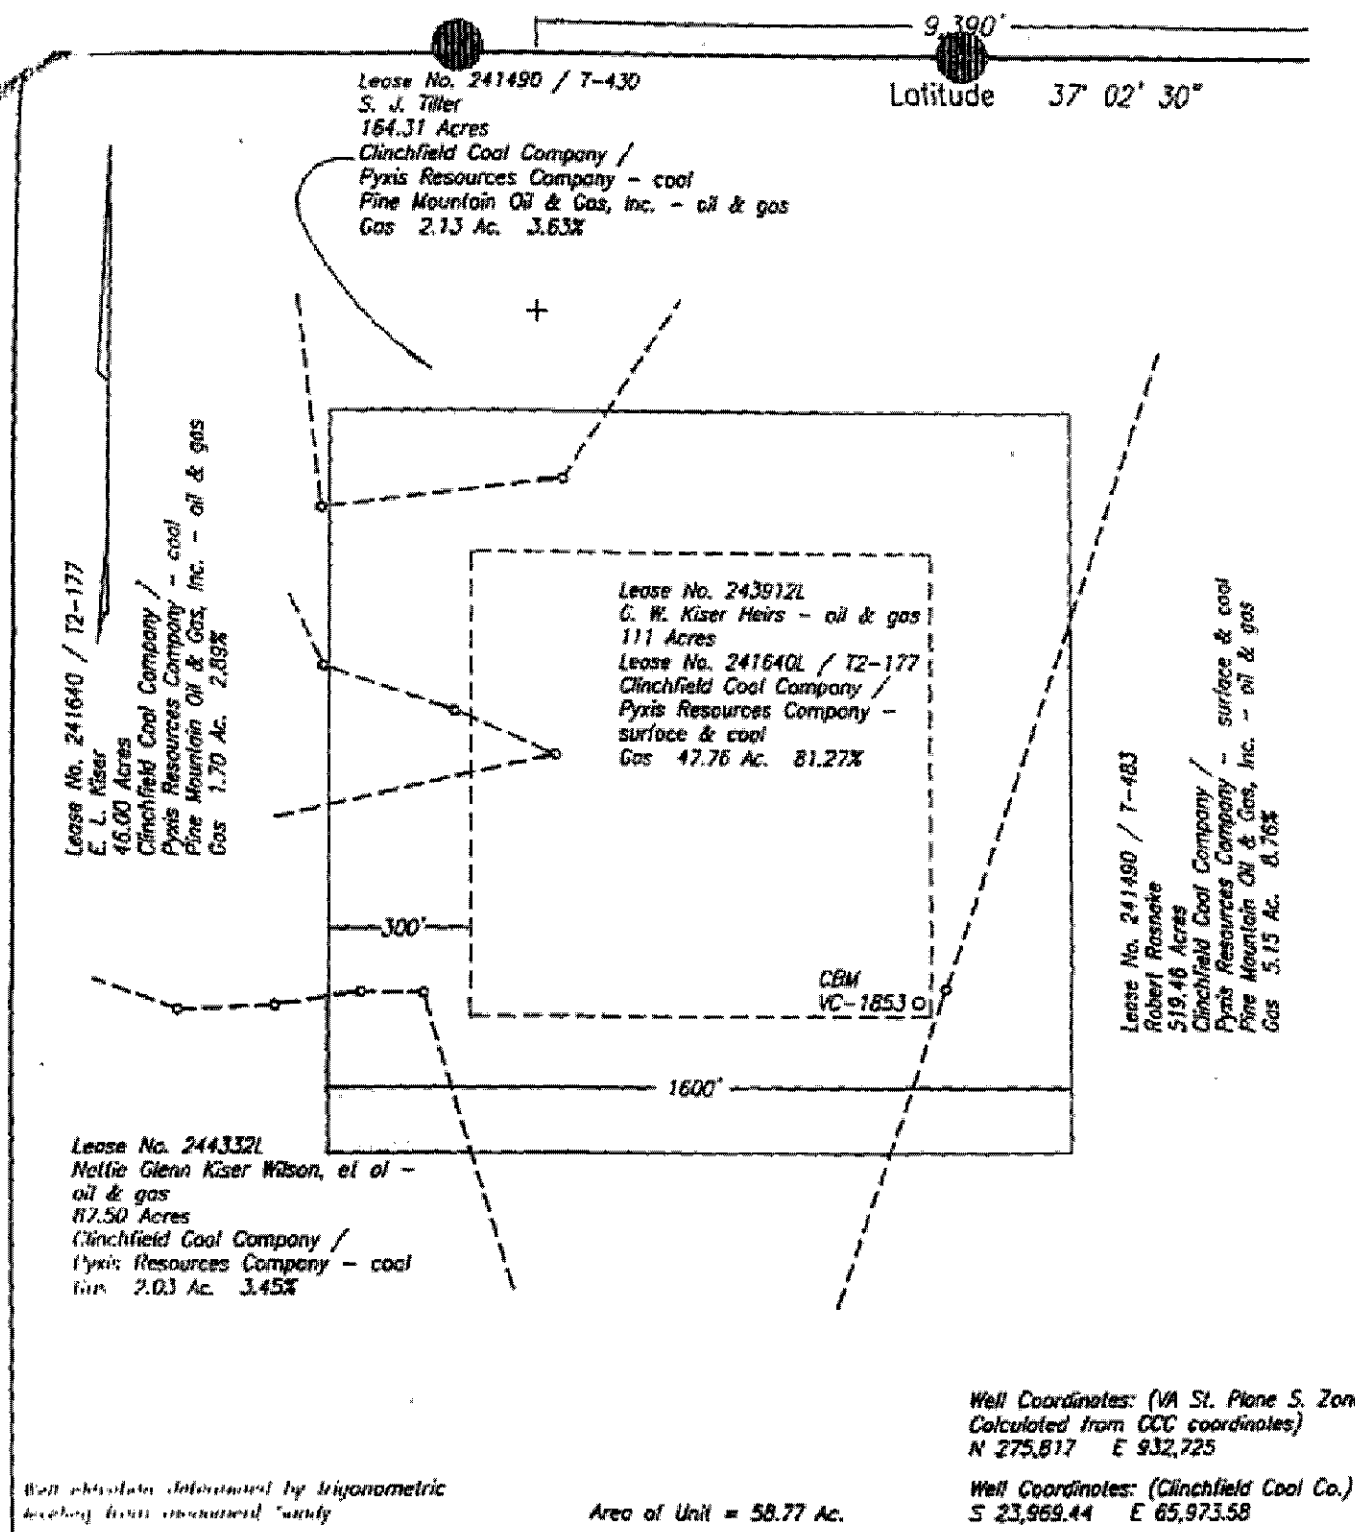 9,390'
Latitude 37° 02' 30"
Lease No. 241490 / T-430
S. J. Tiller
164.31 Acres
Clinchfield Coal Company /
Pyxis Resources Company - coal
Pine Mountain Oil & Gas, Inc. - oil & gas
Gas 2.13 Ac. 3.63%
Lease No. 241640 / T2-177
E. L. Kiser
46.00 Acres
Clinchfield Coal Company /
Pyxis Resources Company - coal
Pine Mountain Oil & Gas, Inc. - oil & gas
Gas 1.70 Ac. 2.89%
Lease No. 243912L
C. W. Kiser Heirs - oil & gas
111 Acres
Lease No. 241640L / T2-177
Clinchfield Coal Company /
Pyxis Resources Company -
surface & coal
Gas 47.76 Ac. 81.27%
Lease No. 241490 / T-483
Robert Rasnake
519.46 Acres
Clinchfield Coal Company /
Pyxis Resources Company - surface & coal
Pine Mountain Oil & Gas, Inc. - oil & gas
Gas 5.15 Ac. 8.76%
300'
CBM
VC-1853
1600'
Lease No. 244332L
Nettie Glenn Kiser Wilson, et al -
oil & gas
87.50 Acres
Clinchfield Coal Company /
Pyxis Resources Company - coal
Gas 2.03 Ac. 3.45%
Well Coordinates: (VA St. Plane S. Zone
Calculated from CCC coordinates)
N 275,817 E 932,725
Well Coordinates: (Clinchfield Coal Co.)
S 23,969.44 E 65,973.58
Well elevation determined by trigonometric
leveling from monument
Area of Unit = 58.77 Ac.